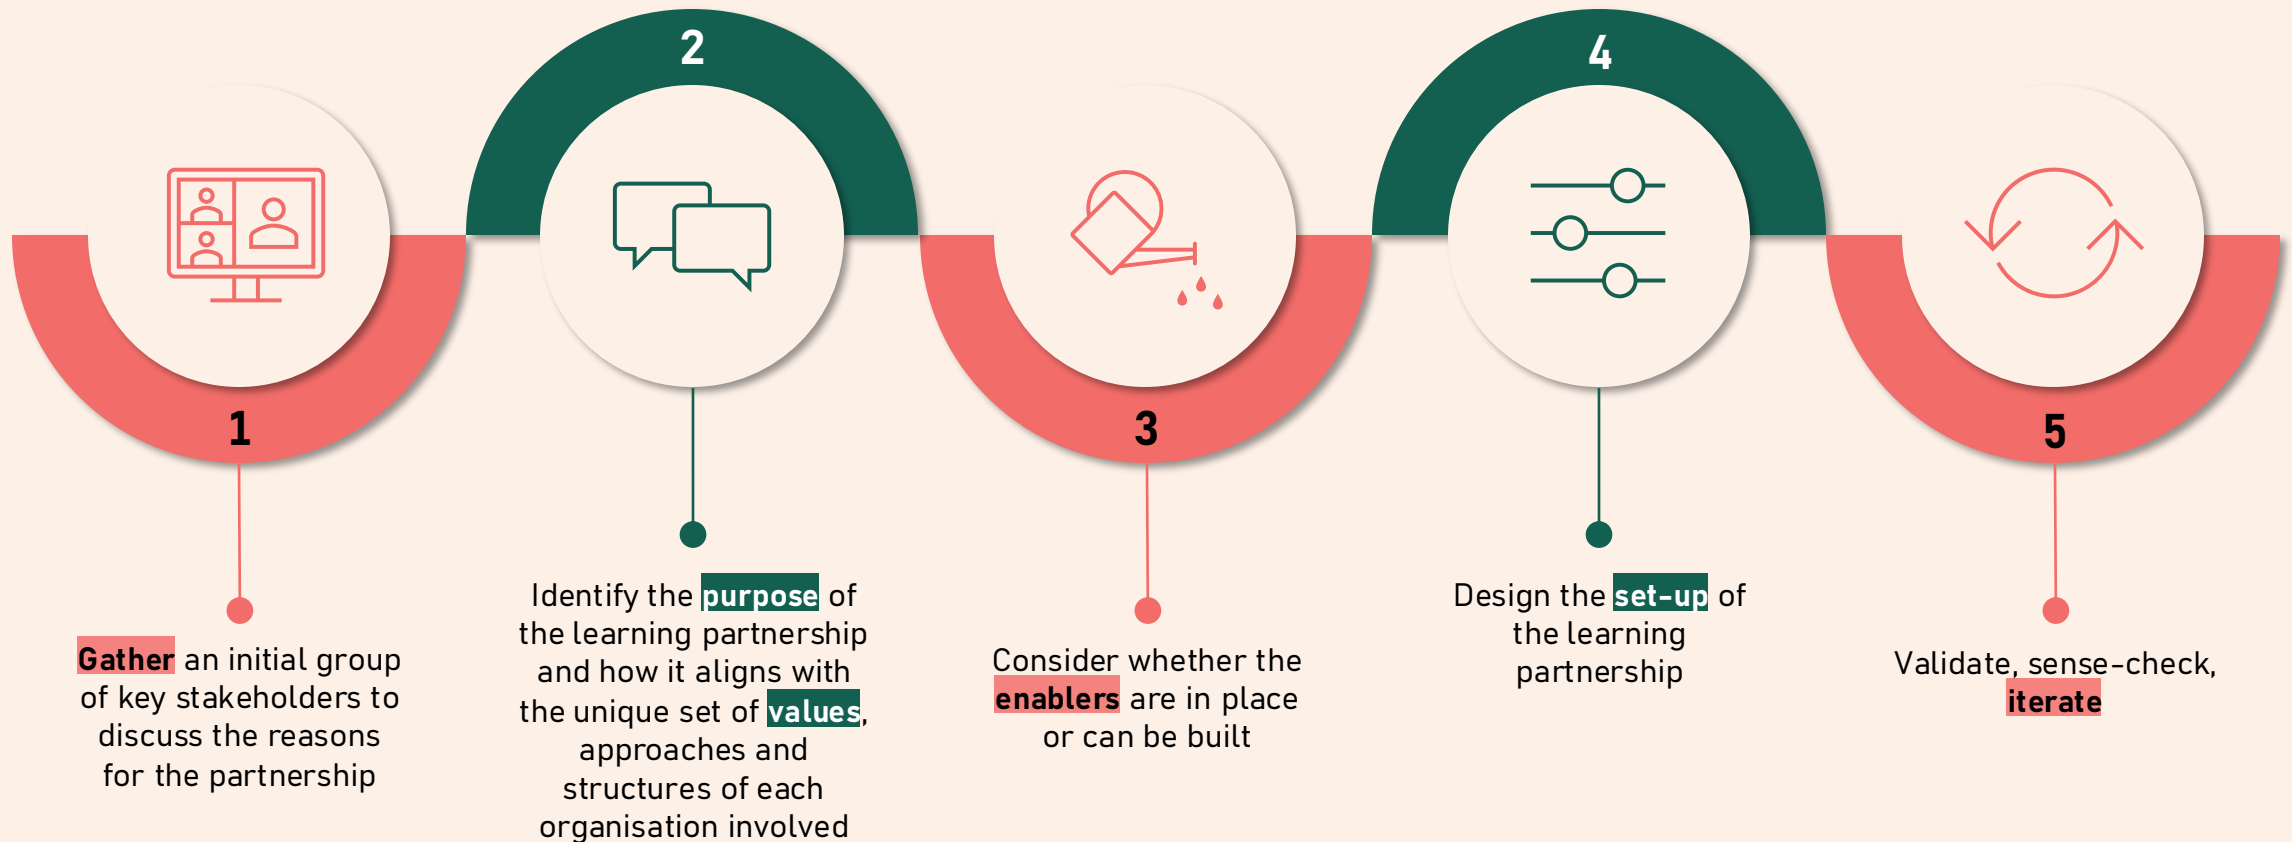 1
Gather an initial group
of key stakeholders to
discuss the reasons
for the partnership
2
Identify the purpose of
the learning partnership
and how it aligns with
the unique set of values,
approaches and
structures of each
organisation involved
3
Consider whether the
enablers are in place
or can be built
4
Design the set-up of
the learning
partnership
5
Validate, sense-check,
iterate